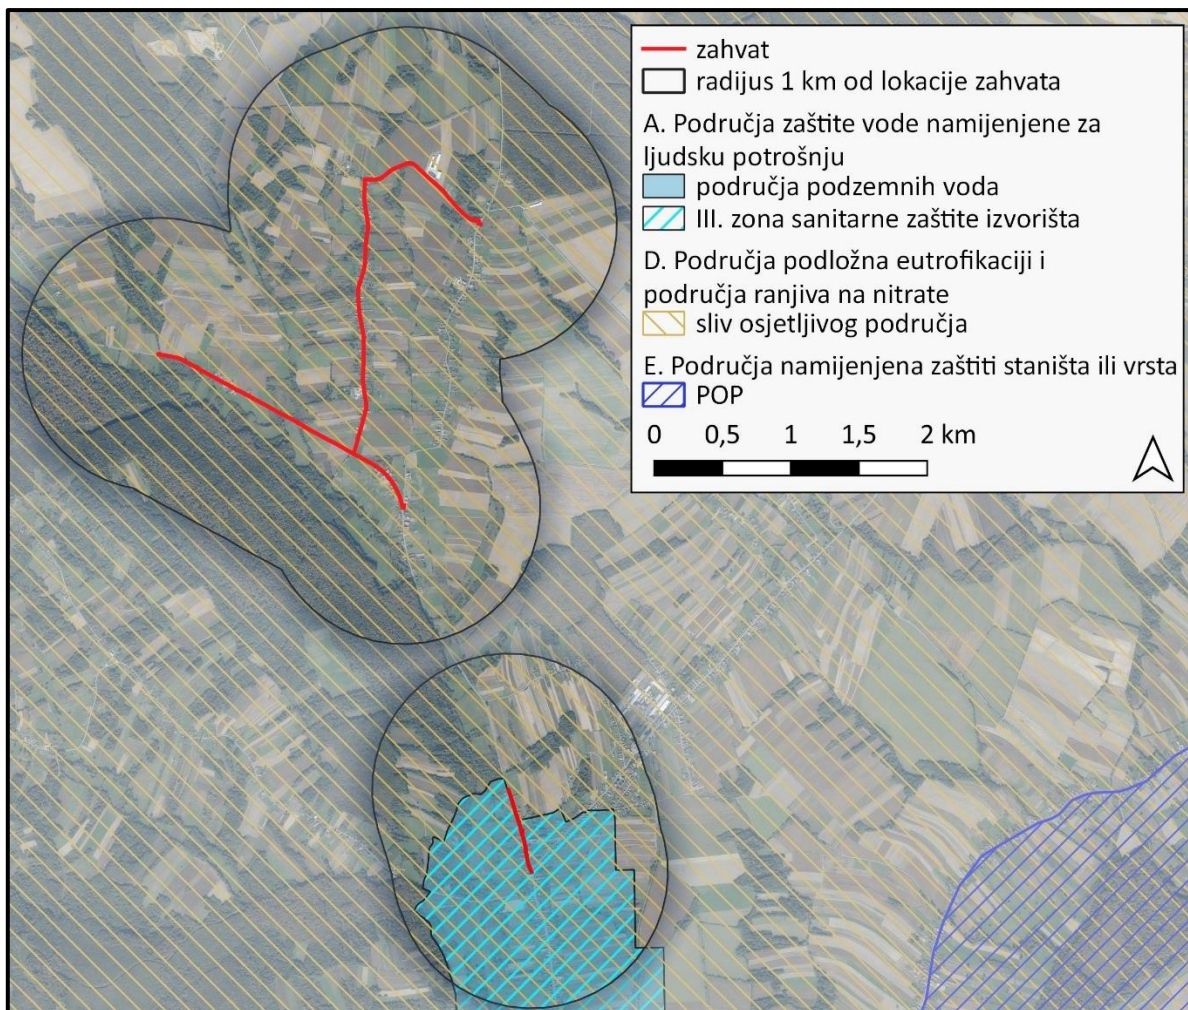 zahvat
radijus 1 km od lokacije zahvata
A. Područja zaštite vode namijenjene za
ljudsku potrošnju
područja podzemnih voda
III. zona sanitarne zaštite izvorišta
D. Područja podložna eutrofikaciji i
područja ranjiva na nitrate
sliv osjetljivog područja
E. Područja namijenjena zaštiti staništa ili vrsta
POP
0 0,5 1 1,5 2 km